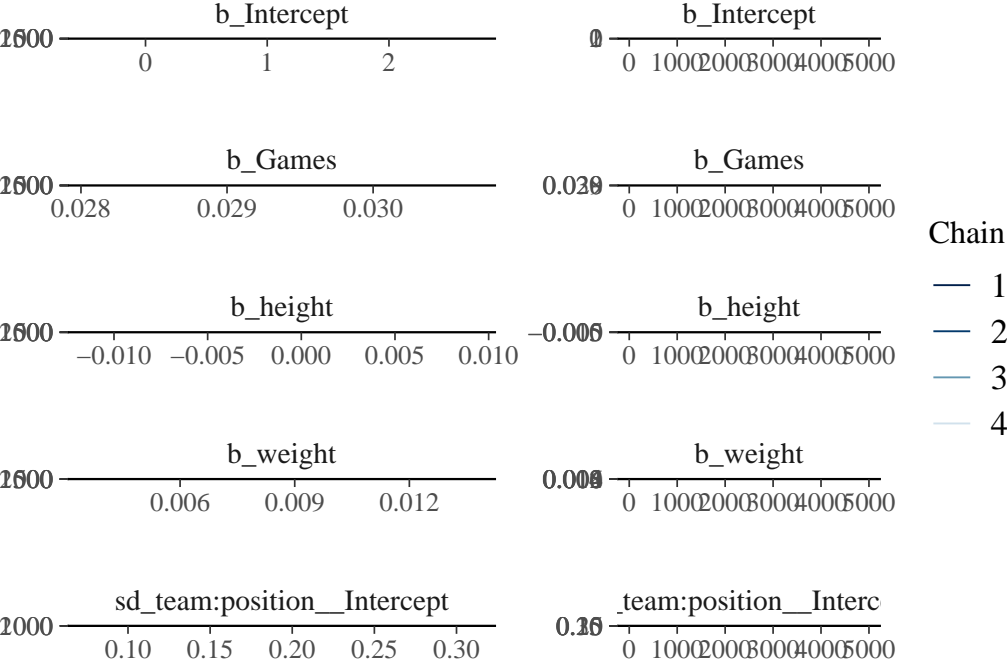 b_Intercept b_Intercept
0 1 2 0 1000 2000 3000 4000 5000
b_Games b_Games
0.028 0.029 0.030 0 1000 2000 3000 4000 5000
Chain
1
b_height b_height
2
−0.010 −0.005 0.000 0.005 0.010 0 1000 2000 3000 4000 5000
3
4
b_weight b_weight
0.006 0.009 0.012 0 1000 2000 3000 4000 5000
sd_team:position__Intercept _team:position__Interc
0.10 0.15 0.20 0.25 0.30 0 1000 2000 3000 4000 5000